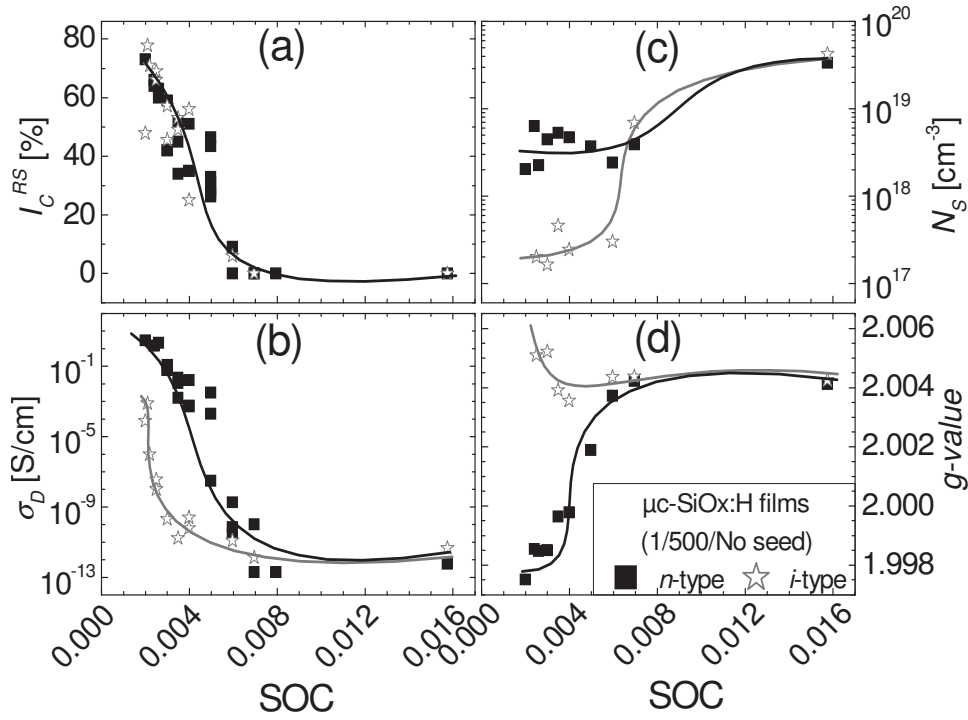 (a)
80
60
40
20
0
I_C^RS [%]
(c)
10^20
10^19
10^18
10^17
N_S [cm^-3]
(b)
10^-1
10^-5
10^-9
10^-13
σ_D [S/cm]
0.000
0.004
0.008
0.012
0.016
SOC
(d)
2.006
2.004
2.002
2.000
1.998
g-value
μc-SiOx:H films
(1/500/No seed)
n-type
i-type
0.000
0.004
0.008
0.012
0.016
SOC